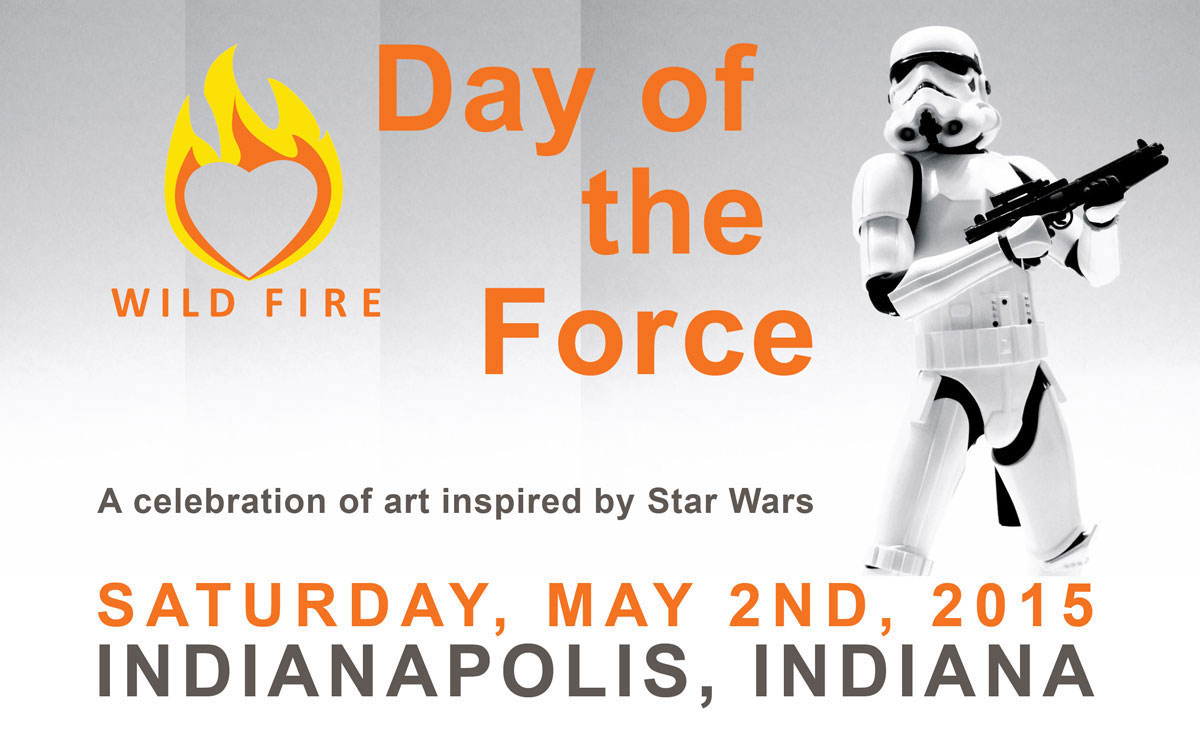 Day of
the
Force
WILD FIRE
A celebration of art inspired by Star Wars
SATURDAY, MAY 2ND, 2015
INDIANAPOLIS, INDIANA